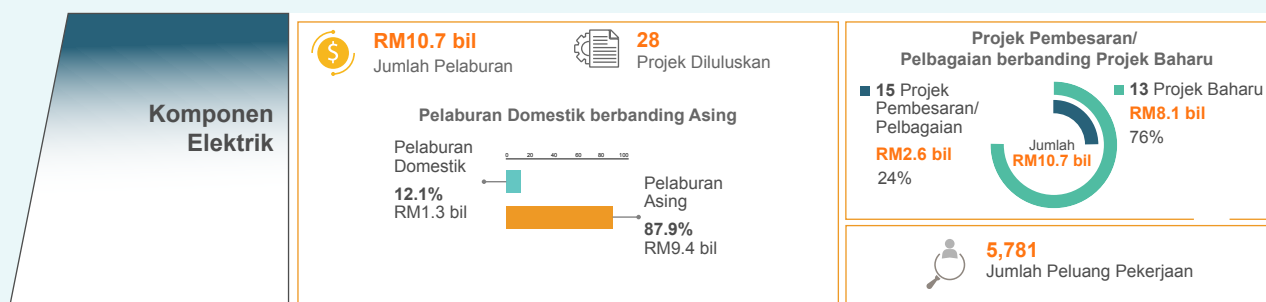 Komponen
Elektrik
RM10.7 bil
Jumlah Pelaburan
28
Projek Diluluskan
Pelaburan Domestik berbanding Asing
Pelaburan
Domestik
12.1%
RM1.3 bil
0 20 40 60 80 100
Pelaburan
Asing
87.9%
RM9.4 bil
Projek Pembesaran/
Pelbagaian berbanding Projek Baharu
15 Projek
Pembesaran/
Pelbagaian
RM2.6 bil
24%
Jumlah
RM10.7 bil
13 Projek Baharu
RM8.1 bil
76%
5,781
Jumlah Peluang Pekerjaan